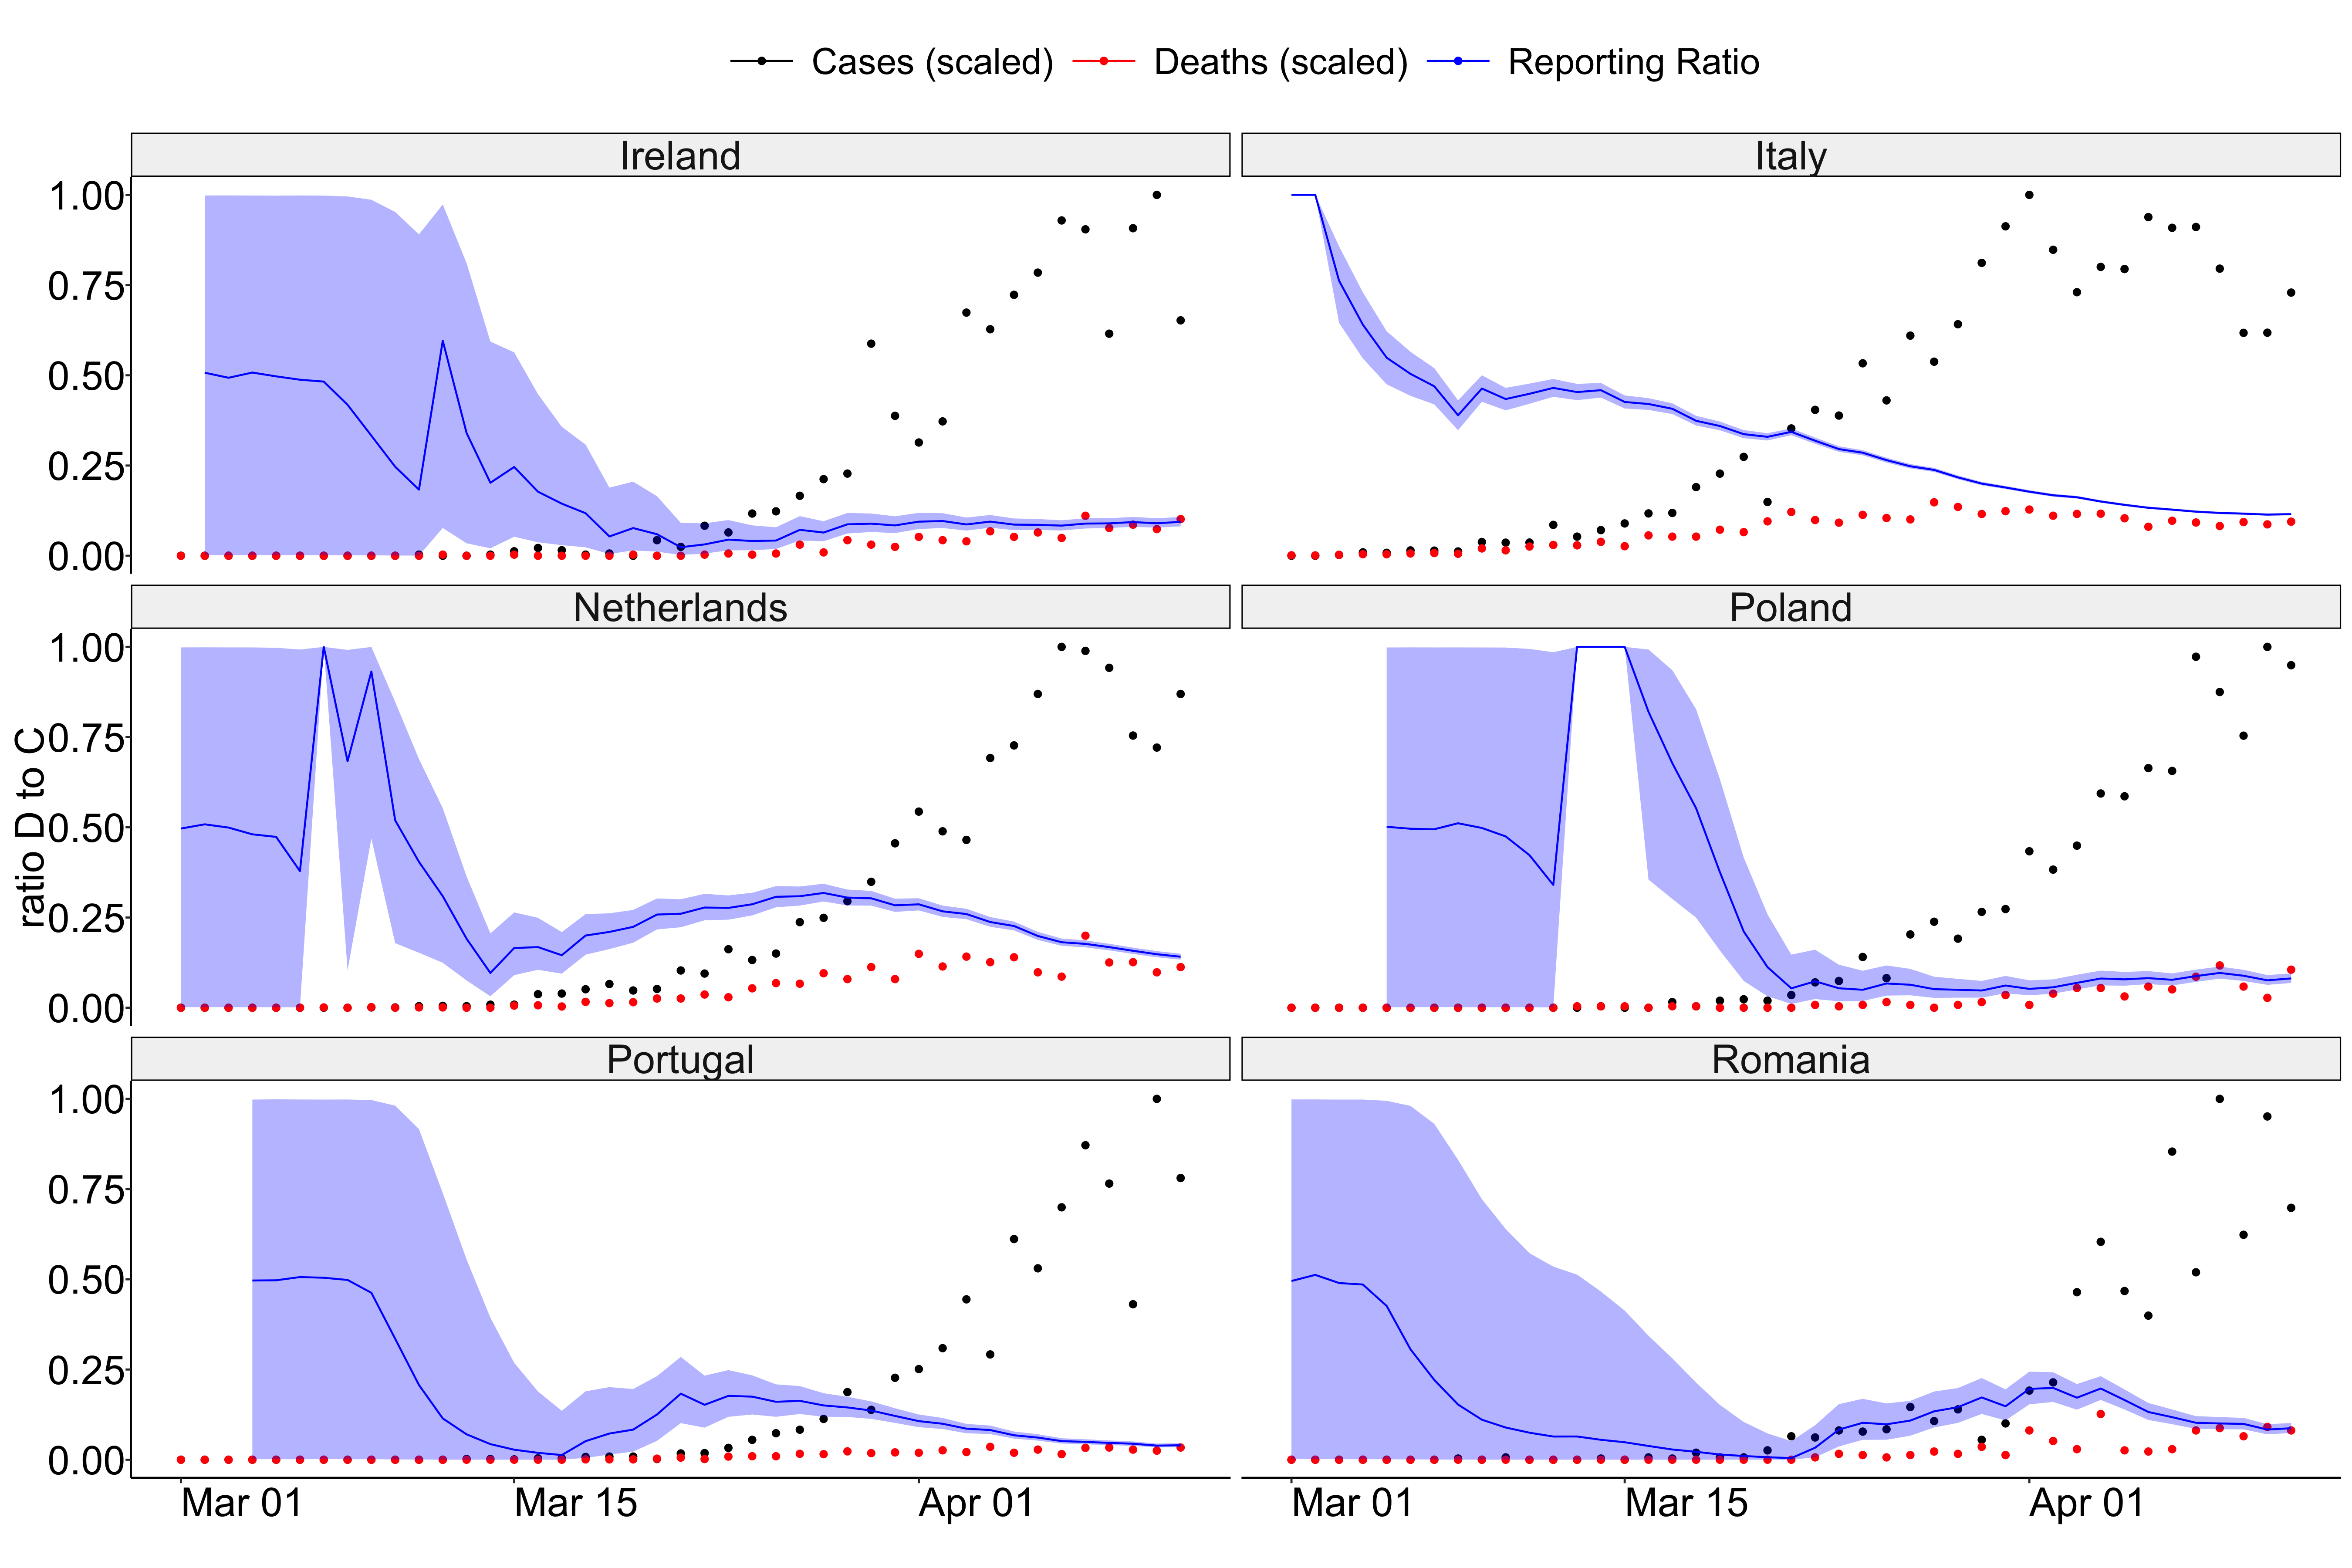 Cases (scaled) Deaths (scaled) Reporting Ratio
Ireland Italy
1.00
0.75
0.50
0.25
0.00
Netherlands Poland
1.00
0.75
0.50
0.25
0.00
ratio D to C
Portugal Romania
1.00
0.75
0.50
0.25
0.00
Mar 01 Mar 15 Apr 01 Mar 01 Mar 15 Apr 01